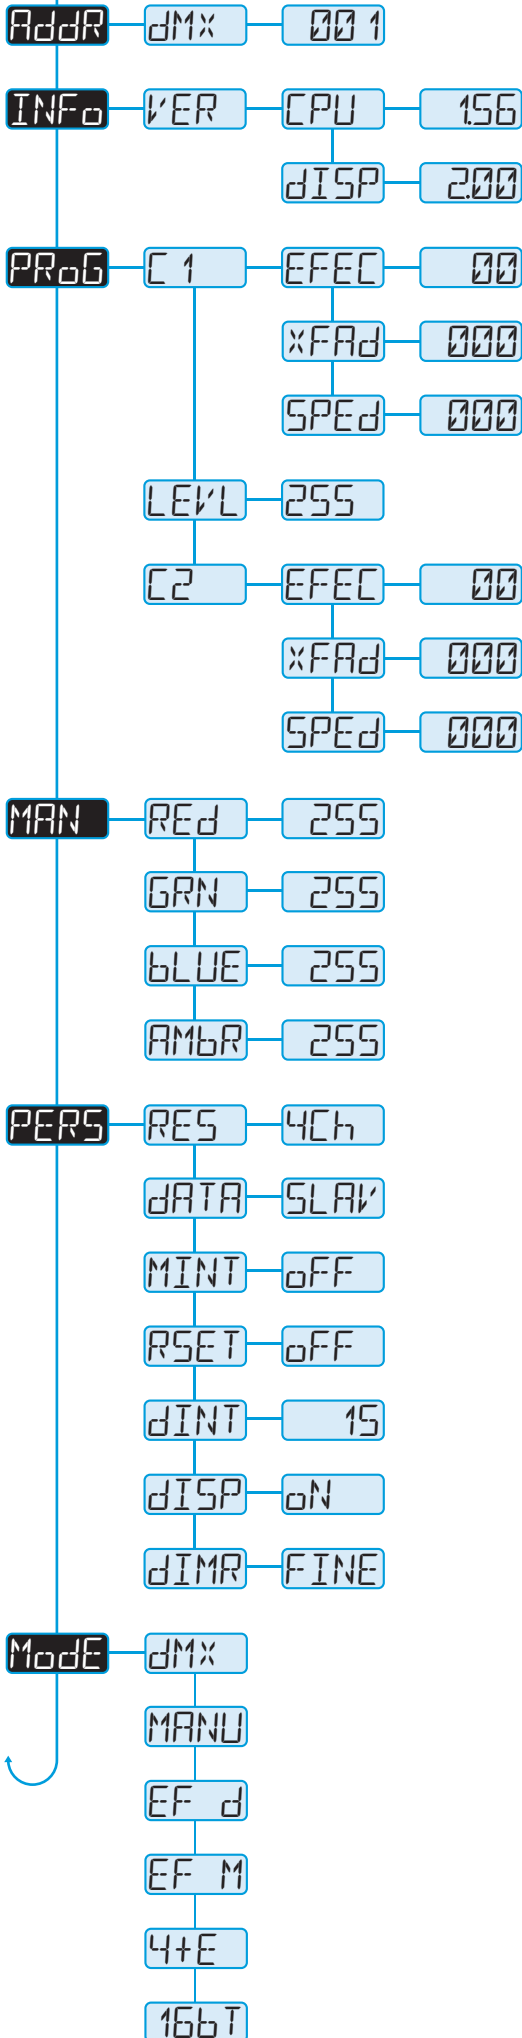 AddR dMX 001
INFo VER CPU 1.56
dISP 2.00
PRoG C 1 EFEC 00
XFAd 000
SPEd 000
LEVL 255
C2 EFEC 00
XFAd 000
SPEd 000
MAN REd 255
GRN 255
bLUE 255
AMbR 255
PERS RES 4Ch
dATA SLAV
MINT oFF
RSET oFF
dINT 15
dISP oN
dIMR FINE
ModE dMX
MANU
EF d
EF M
4+E
16bT